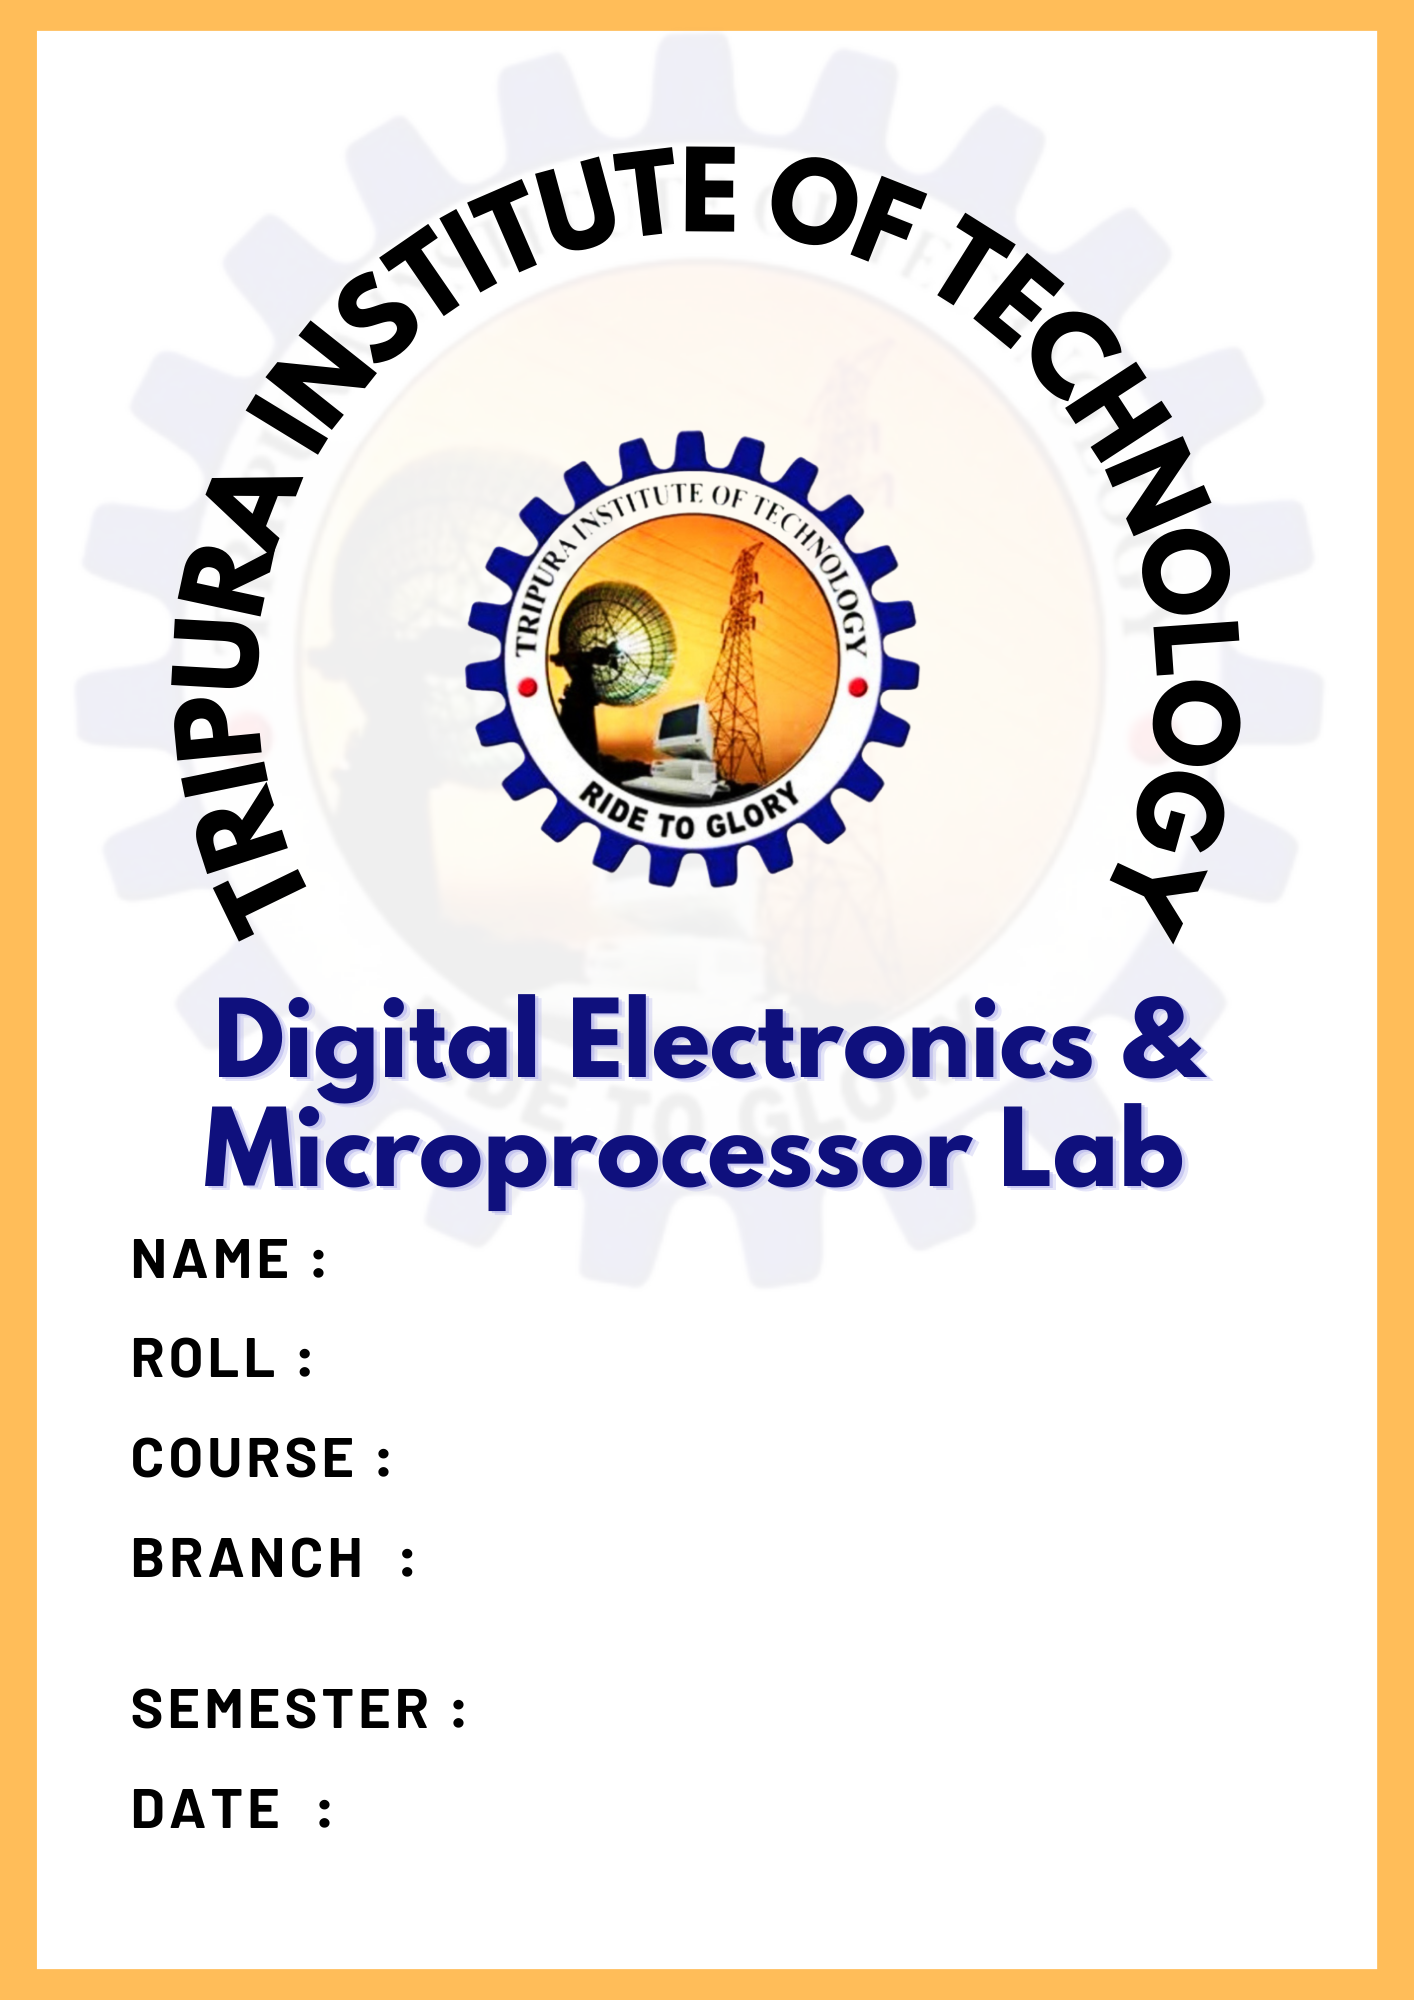 TRIPURA INSTITUTE OF TECHNOLOGY
TRIPURA INSTITUTE OF TECHNOLOGY
RIDE TO GLORY
Digital Electronics &
Microprocessor Lab
NAME :
ROLL :
COURSE :
BRANCH :
SEMESTER :
DATE :